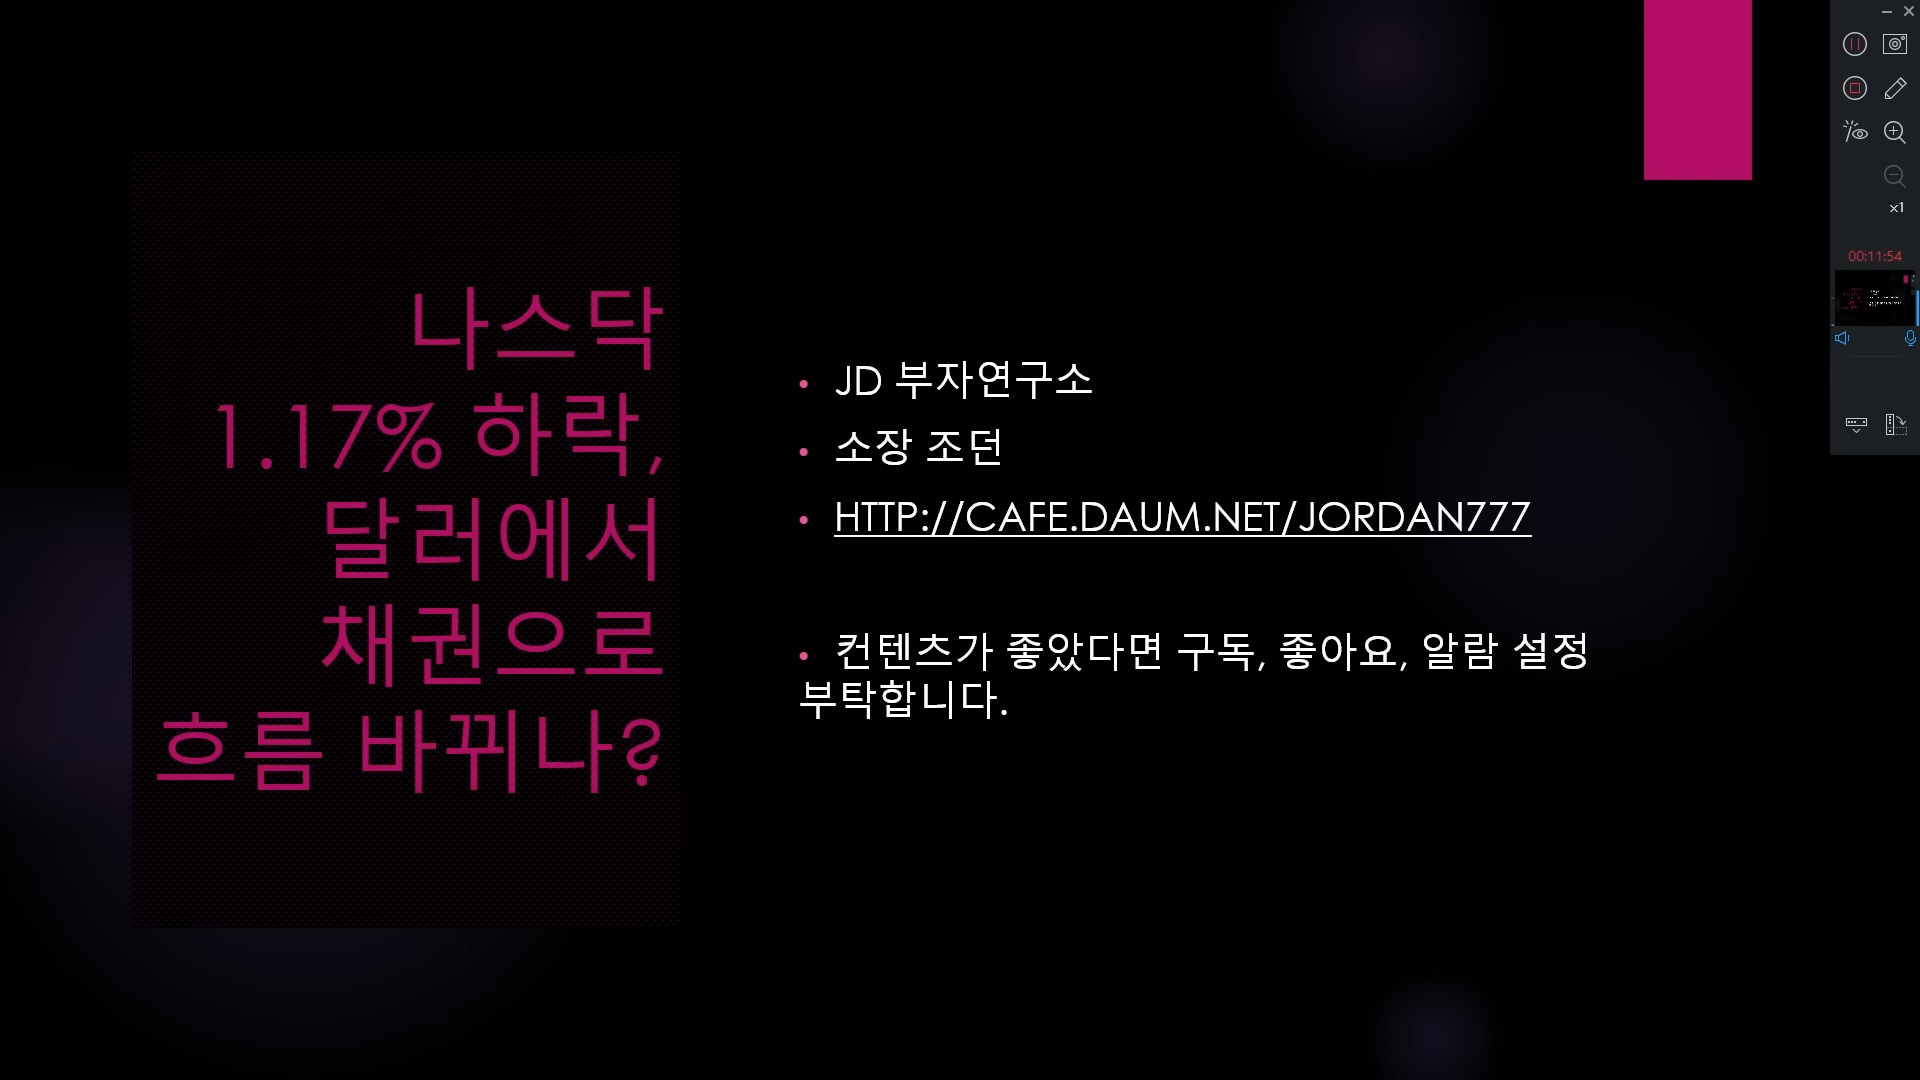 나스닥
1.17% 하락,
달러에서
채권으로
흐름 바뀌나?
• JD 부자연구소
• 소장 조던
• HTTP://CAFE.DAUM.NET/JORDAN777
• 컨텐츠가 좋았다면 구독, 좋아요, 알람 설정
부탁합니다.
x1
00:11:54